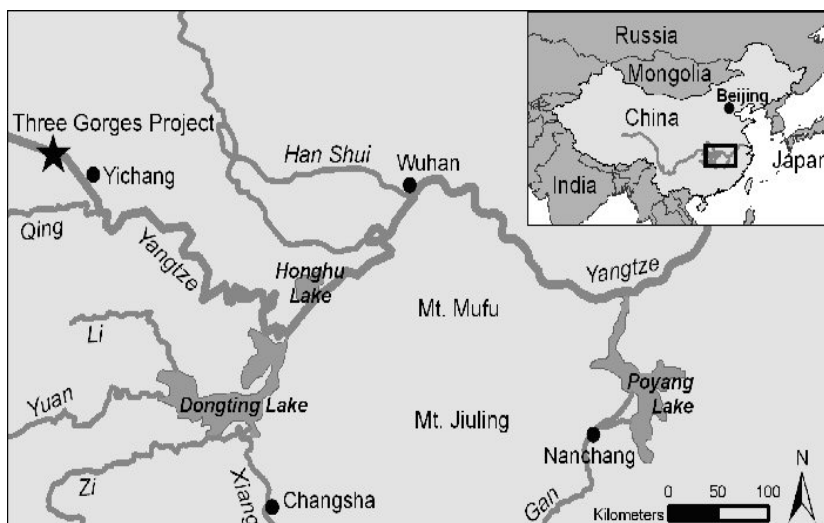 Russia
Mongolia
Beijing
China
Japan
India
Three Gorges Project
Yichang
Han Shui
Wuhan
Qing
Yangtze
Honghu
Lake
Yangtze
Mt. Mufu
Li
Yuan
Dongting Lake
Mt. Jiuling
Poyang
Lake
Nanchang
Zi
Xiang
Changsha
Gan
N
0 50 100
Kilometers